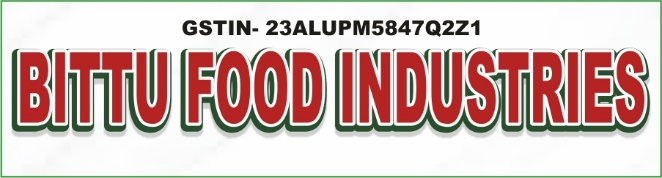 GSTIN- 23ALUPM5847Q2Z1
BITTU FOOD INDUSTRIES